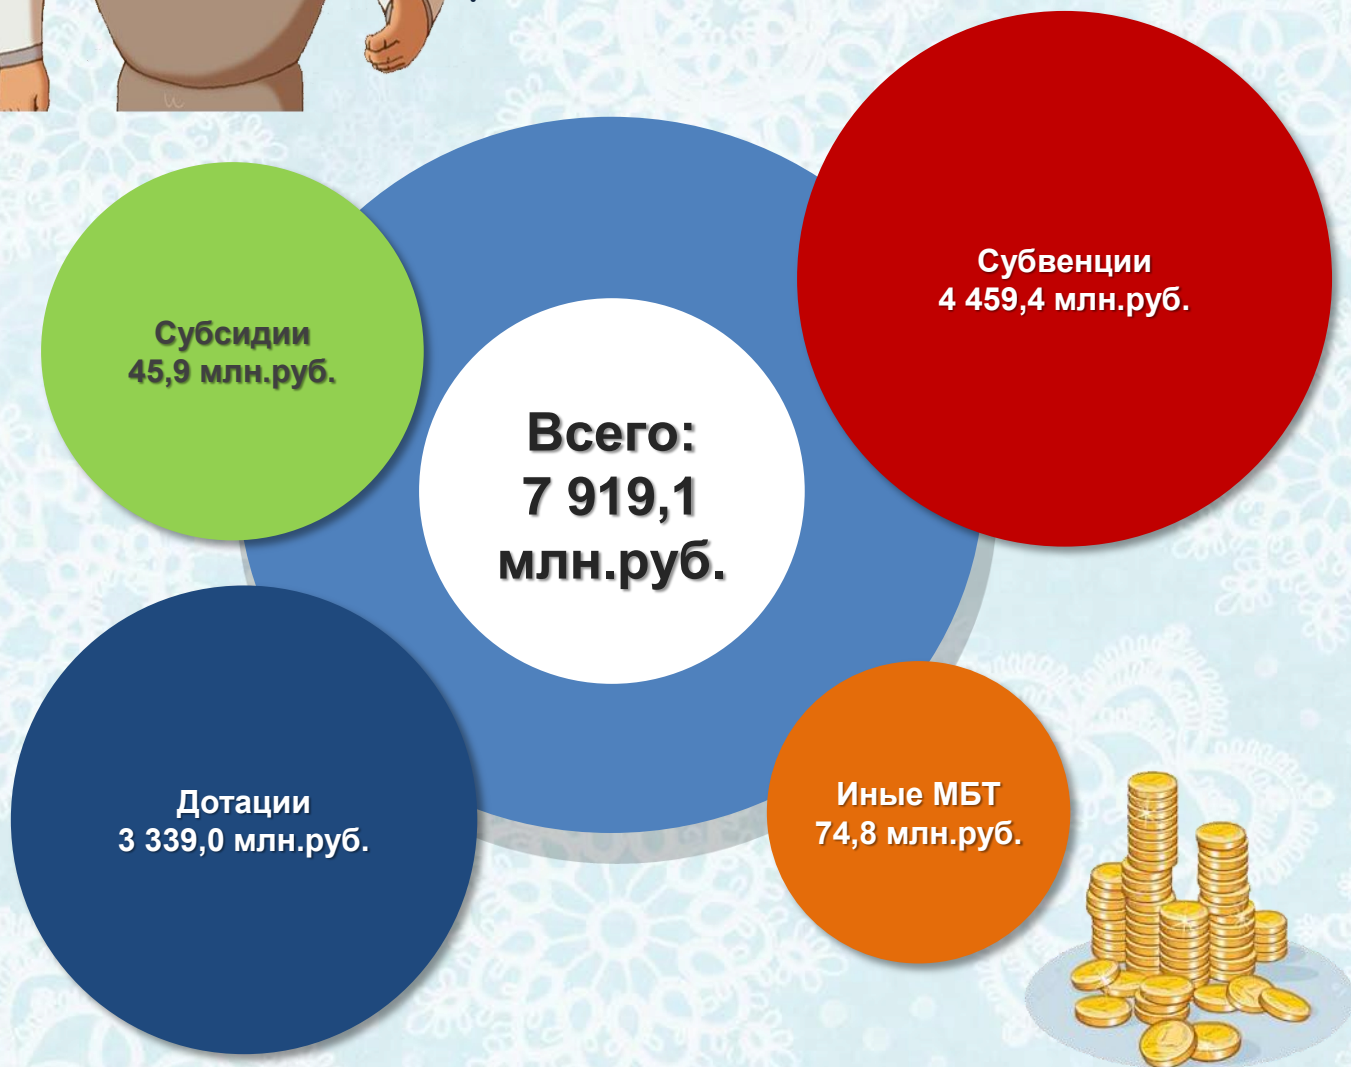 Субвенции
4 459,4 млн.руб.
Субсидии
45,9 млн.руб.
Всего:
7 919,1
млн.руб.
Дотации
3 339,0 млн.руб.
Иные МБТ
74,8 млн.руб.